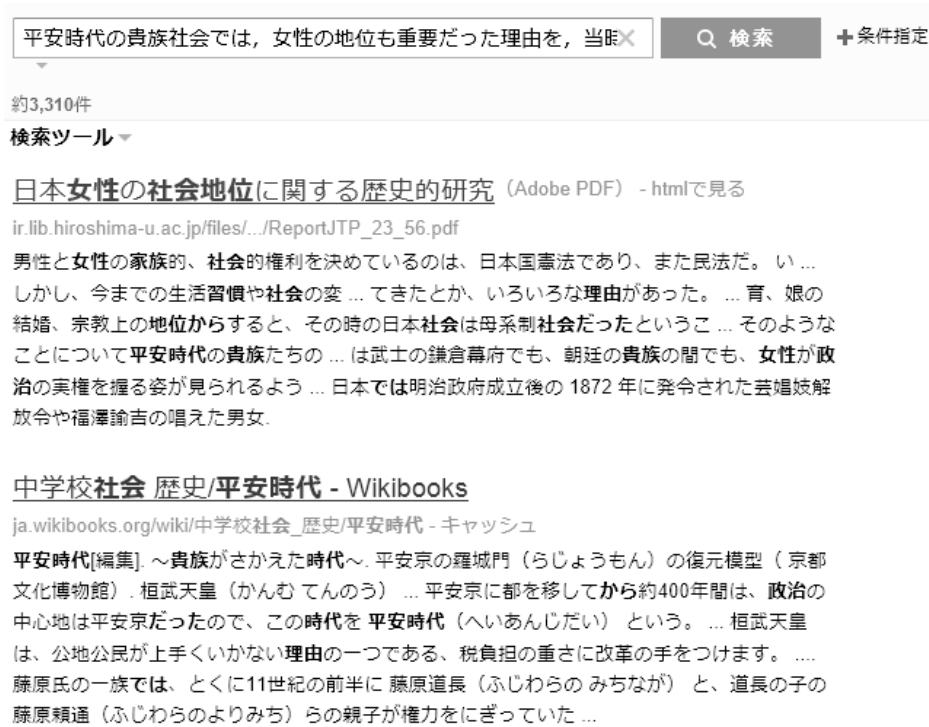 平安時代の貴族社会では，女性の地位も重要だった理由を，当時
検索
条件指定
約3,310件
検索ツール
日本女性の社会地位に関する歴史的研究（Adobe PDF） - htmlで見る
ir.lib.hiroshima-u.ac.jp/files/.../ReportJTP_23_56.pdf
男性と女性の家族的、社会的権利を決めているのは、日本国憲法であり、また民法だ。 い ...
しかし、今までの生活習慣や社会の変 ... てきたとか、いろいろな理由があった。 ... 育、娘の
結婚、宗教上の地位からすると、その時の日本社会は母系制社会だったというこ ... そのような
ことについて平安時代の貴族たちの ... は武士の鎌倉幕府でも、朝廷の貴族の間でも、女性が政
治の実権を握る姿が見られるよう ... 日本では明治政府成立後の 1872 年に発令された芸娼妓解
放令や福澤諭吉の唱えた男女.
中学校社会 歴史/平安時代 - Wikibooks
ja.wikibooks.org/wiki/中学校社会_歴史/平安時代 - キャッシュ
平安時代[編集]. ～貴族がさかえた時代～. 平安京の羅城門（らじょうもん）の復元模型（ 京都
文化博物館）. 桓武天皇（かんむ てんのう） ... 平安京に都を移してから約400年間は、政治の
中心地は平安京だったので、この時代を 平安時代（へいあんじだい） という。 ... 桓武天皇
は、公地公民が上手くいかない理由の一つである、税負担の重さに改革の手をつけます。 ....
藤原氏の一族では、とくに11世紀の前半に 藤原道長（ふじわらの みちなが） と、道長の子の
藤原頼通（ふじわらのよりみち）らの親子が権力をにぎっていた ...